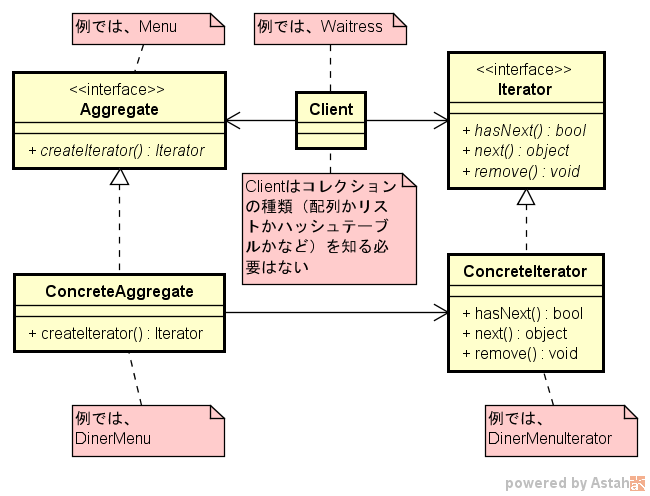 例では、Menu
例では、Waitress
<<interface>>
Aggregate
+ createIterator() : Iterator
Client
<<interface>>
Iterator
+ hasNext() : bool
+ next() : object
+ remove() : void
Clientはコレクション
の種類（配列かリス
トかハッシュテーブ
ルかなど）を知る必
要はない
ConcreteAggregate
+ createIterator() : Iterator
ConcreteIterator
+ hasNext() : bool
+ next() : object
+ remove() : void
例では、
DinerMenu
例では、
DinerMenuIterator
powered by Astah